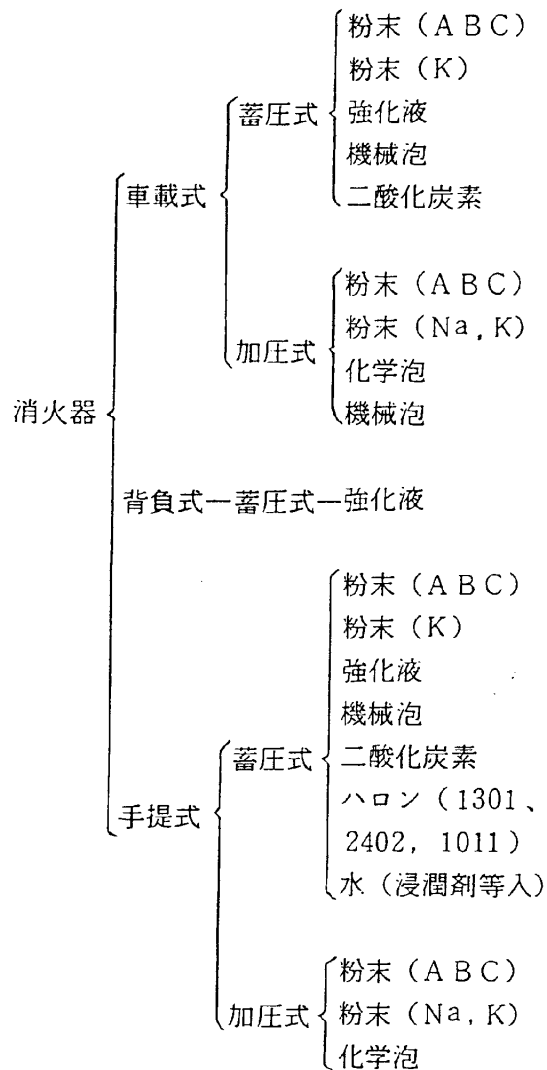 粉末（ＡＢＣ）
粉末（Ｋ）
蓄圧式
強化液
機械泡
車載式
二酸化炭素
粉末（ＡＢＣ）
粉末（Na，Ｋ）
加圧式
化学泡
消火器
機械泡
背負式―蓄圧式―強化液
粉末（ＡＢＣ）
粉末（Ｋ）
強化液
機械泡
蓄圧式
二酸化炭素
手提式
ハロン（1301、
2402，1011）
水（浸潤剤等入）
粉末（ＡＢＣ）
加圧式
粉末（Na，Ｋ）
化学泡